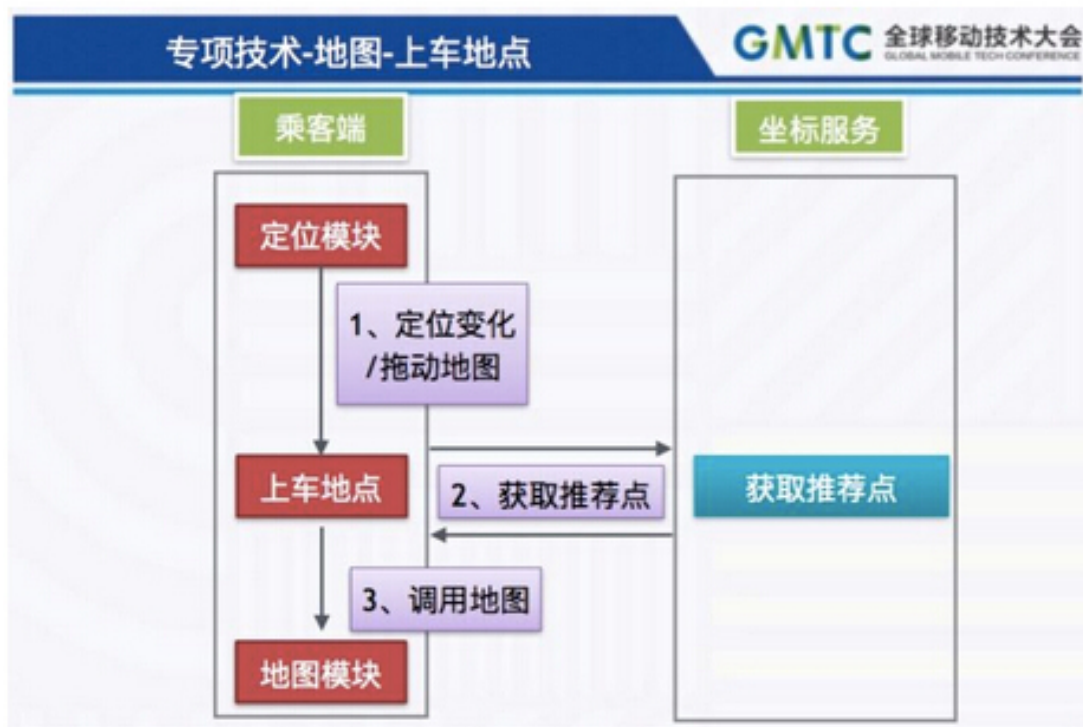 专项技术-地图-上车地点
GMTC 全球移动技术大会
GLOBAL MOBILE TECH CONFERENCE
乘客端
坐标服务
定位模块
1、定位变化
/拖动地图
上车地点
2、获取推荐点
获取推荐点
3、调用地图
地图模块